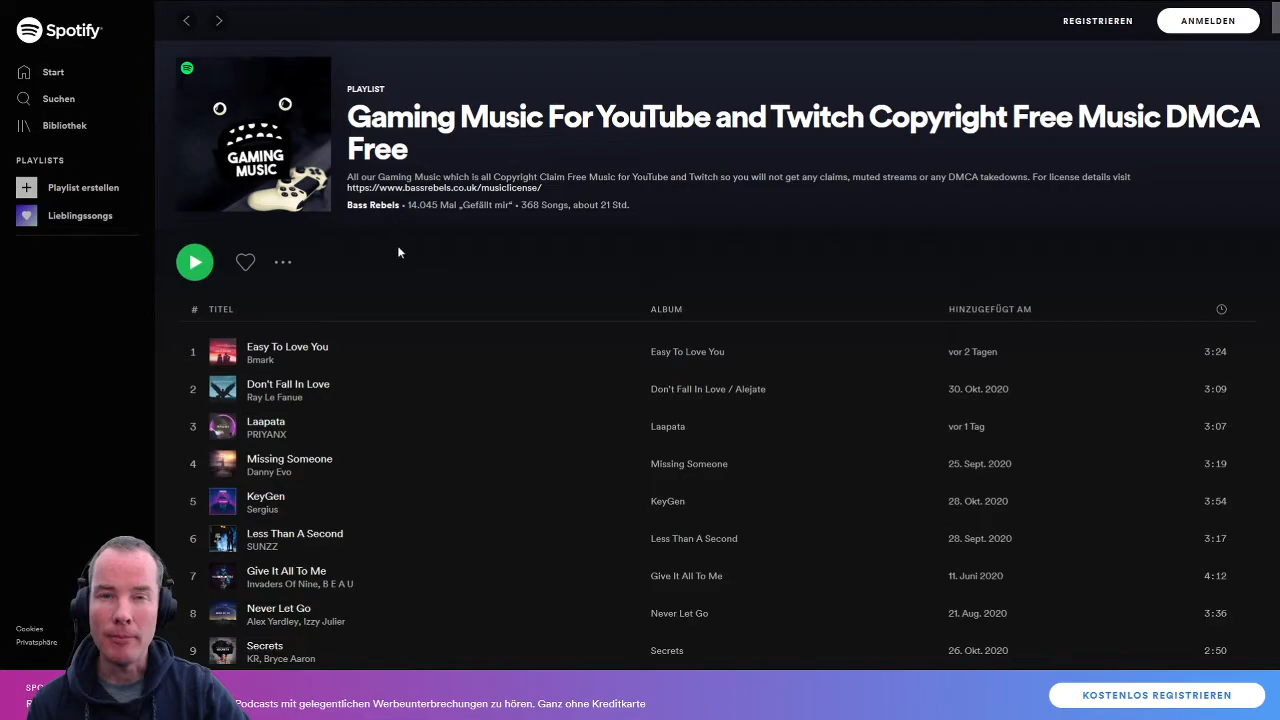 Spotify
REGISTRIEREN
ANMELDEN
Start
Suchen
Bibliothek
PLAYLISTS
Playlist erstellen
Lieblingssongs
GAMING
MUSIC
PLAYLIST
Gaming Music For YouTube and Twitch Copyright Free Music DMCA
Free
All our Gaming Music which is all Copyright Claim Free Music for YouTube and Twitch so you will not get any claims, muted streams or any DMCA takedowns. For license details visit
https://www.bassrebels.co.uk/musiclicense/
Bass Rebels • 14.045 Mal „Gefällt mir“ • 368 Songs, about 21 Std.
# TITEL ALBUM HINZUGEFÜGT AM
1 Easy To Love You Easy To Love You vor 2 Tagen 3:24
Bmark
2 Don't Fall In Love Don't Fall In Love / Alejate 30. Okt. 2020 3:09
Ray Le Fanue
3 Laapata Laapata vor 1 Tag 3:07
PRIYANX
4 Missing Someone Missing Someone 25. Sept. 2020 3:19
Danny Evo
5 KeyGen KeyGen 28. Okt. 2020 3:54
Sergius
6 Less Than A Second Less Than A Second 28. Sept. 2020 3:17
SUNZZ
7 Give It All To Me Give It All To Me 11. Juni 2020 4:12
Invaders Of Nine, B E A U
8 Never Let Go Never Let Go 21. Aug. 2020 3:36
Alex Yardley, Izzy Julier
9 Secrets Secrets 26. Okt. 2020 2:50
KR, Bryce Aaron
Cookies
Privatsphäre
Podcasts mit gelegentlichen Werbeunterbrechungen zu hören. Ganz ohne Kreditkarte
KOSTENLOS REGISTRIEREN